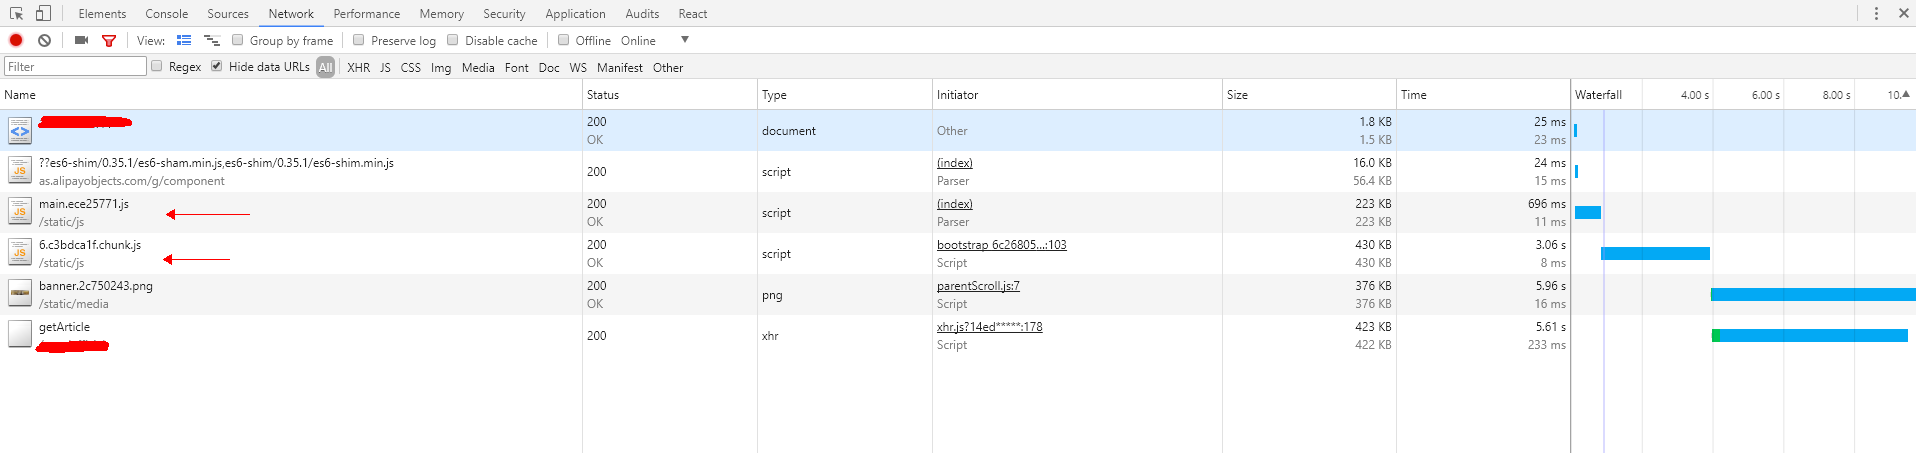 Elements Console Sources Network Performance Memory Security Application Audits React
View: Group by frame Preserve log Disable cache Offline Online
Filter Regex Hide data URLs All XHR JS CSS Img Media Font Doc WS Manifest Other
Name Status Type Initiator Size Time Waterfall 4.00 s 6.00 s 8.00 s 10.
200 document Other 1.8 KB 25 ms
OK 1.5 KB 23 ms
??es6-shim/0.35.1/es6-sham.min.js,es6-shim/0.35.1/es6-shim.min.js 200 script (index) 16.0 KB 24 ms
as.alipayobjects.com/g/component Parser 56.4 KB 15 ms
main.ece25771.js 200 script (index) 223 KB 696 ms
/static/js OK Parser 223 KB 11 ms
6.c3bdca1f.chunk.js 200 script bootstrap 6c26805...:103 430 KB 3.06 s
/static/js OK Script 430 KB 8 ms
banner.2c750243.png 200 png parentScroll.js:7 376 KB 5.96 s
/static/media OK Script 376 KB 16 ms
getArticle 200 xhr xhr.js?14ed*****:178 423 KB 5.61 s
Script 422 KB 233 ms